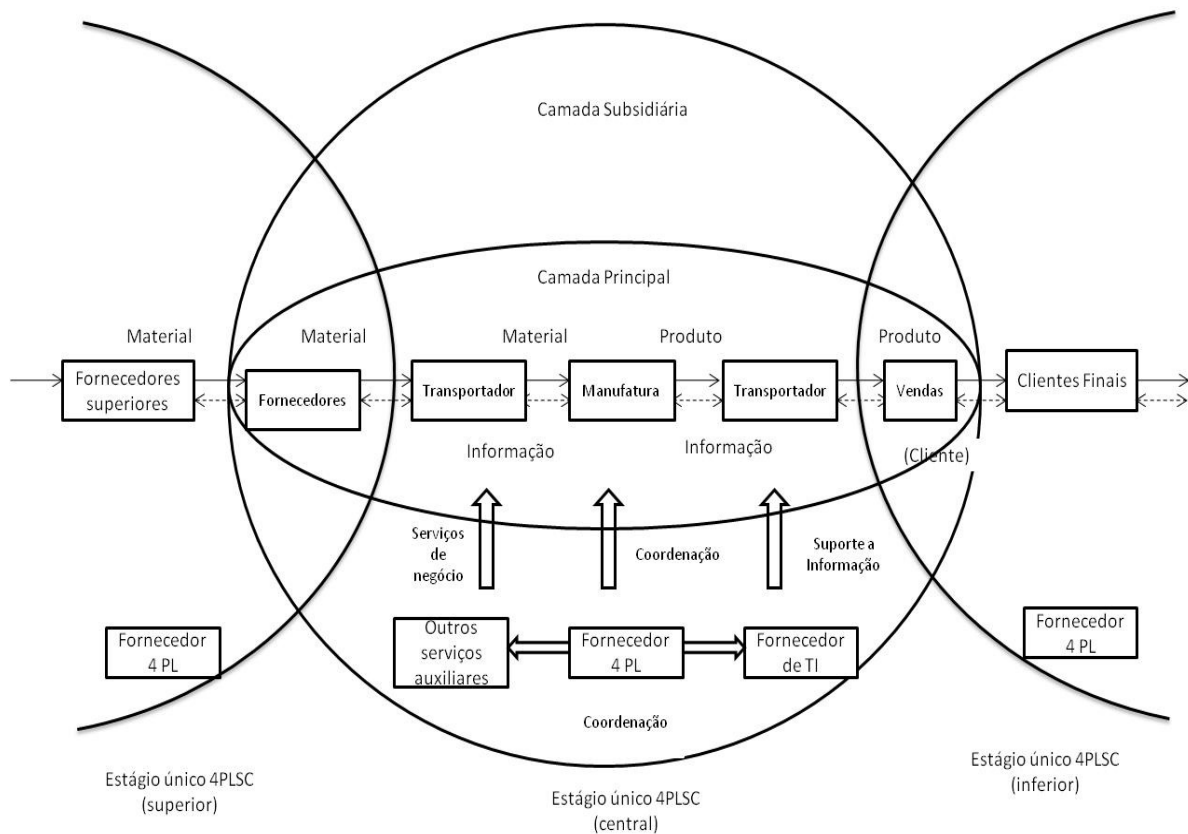 Camada Subsidiária
Camada Principal
Material
Material
Material
Produto
Produto
Fornecedores
superiores
Fornecedores
Transportador
Manufatura
Transportador
Vendas
Clientes Finais
Informação
Informação
(Cliente)
Serviços
de
negócio
Coordenação
Suporte a
Informação
Fornecedor
4 PL
Outros
serviços
auxiliares
Fornecedor
4 PL
Fornecedor
de TI
Fornecedor
4 PL
Coordenação
Estágio único 4PLSC
(superior)
Estágio único 4PLSC
(central)
Estágio único 4PLSC
(inferior)